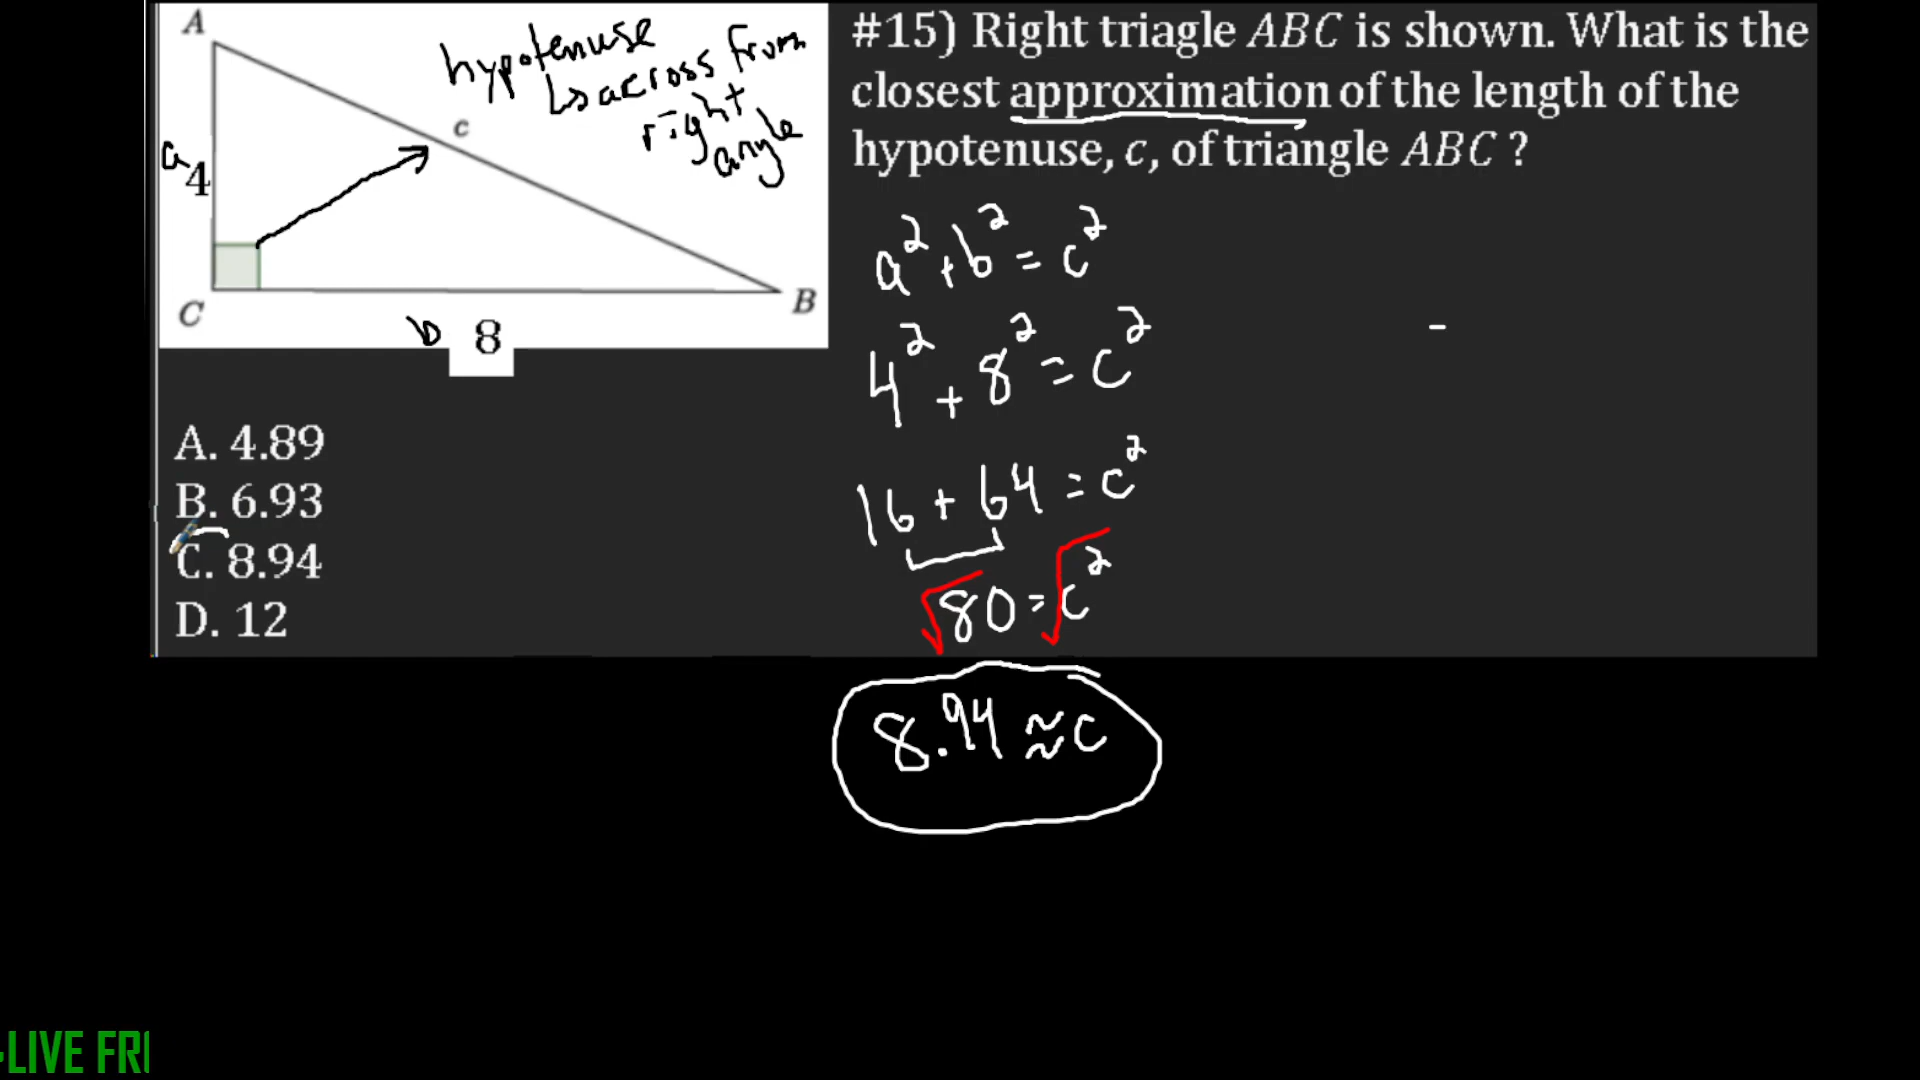 A
hypotenuse
↳ across from
right
angle
c
a
4
C
B
b
8
#15) Right triagle ABC is shown. What is the
closest approximation of the length of the
hypotenuse, c, of triangle ABC ?
a² + b² = c²
4² + 8² = c²
16 + 64 = c²
√80 = √c²
8.94 ≈ c
-
A. 4.89
B. 6.93
C. 8.94
D. 12
LIVE FRI